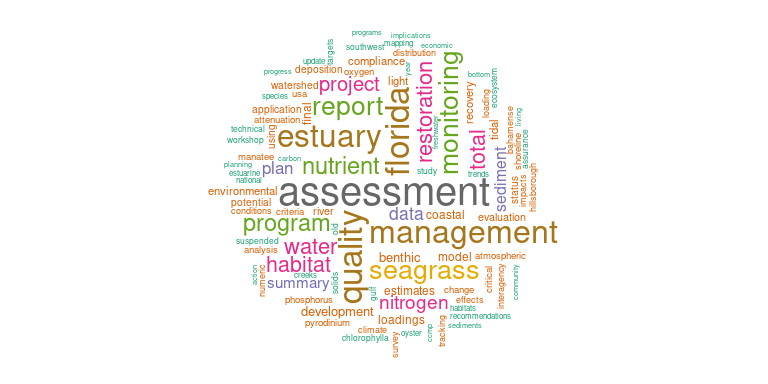 programs
implications
southwest
mapping
economic
targets
update
distribution
compliance
progress
deposition
oxygen
year
monitoring
bottom
ecosystem
watershed
project
light
restoration
recovery
species
usa
report
florida
loading
application
final
freshwater
living
attenuation
estuary
total
tidal
bahamense
assurance
technical
using
shoreline
workshop
manatee
carbon
nutrient
sediment
planning
plan
study
trends
estuarine
national
assessment
status
impacts
hillsborough
environmental
potential
conditions
criteria
river
data
coastal
evaluation
program
old
quality
management
suspended
water
analysis
benthic
model
atmospheric
habitat
seagrass
action
numeric
creeks
solids
critical
interagency
community
summary
gulf
estimates
change
phosphorus
nitrogen
effects
development
habitats
loadings
recommendations
pyrodinium
climate
oyster
ccmp
tracking
sediments
chlorophylla
survey